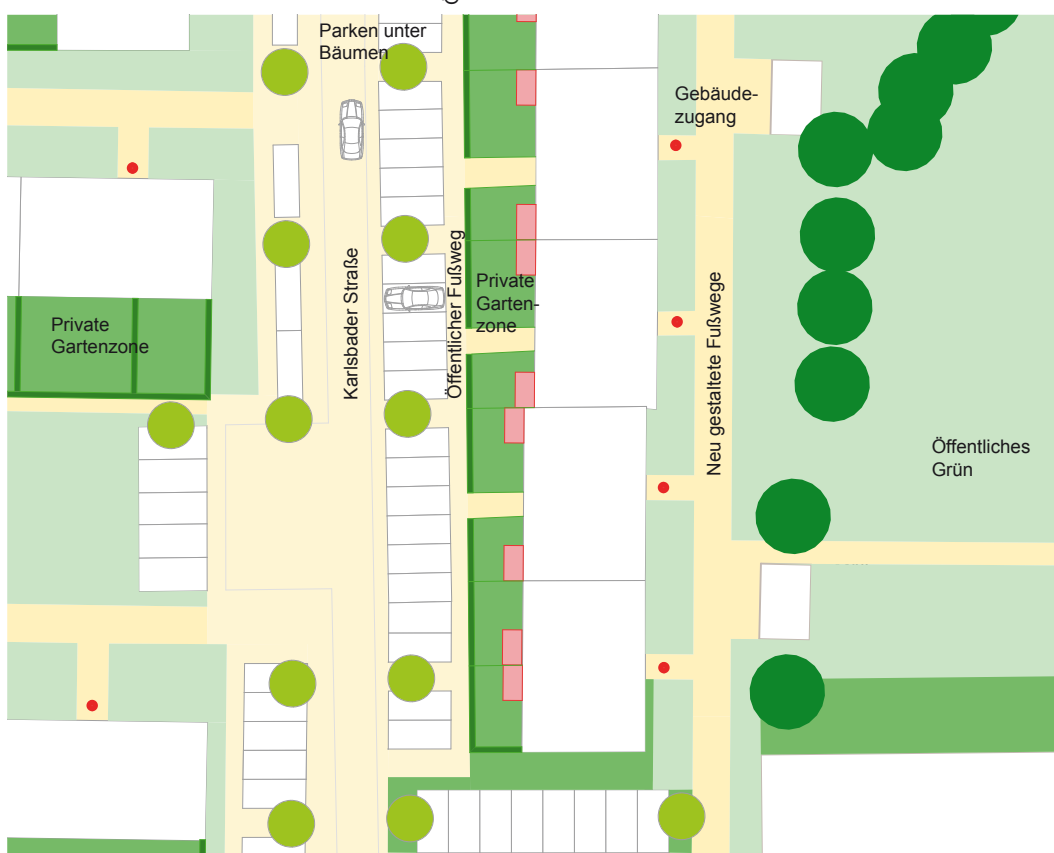 Parken unter
Bäumen
Gebäude-
zugang
Karlsbader Straße
Öffentlicher Fußweg
Private
Garten-
zone
Private
Gartenzone
Neu gestaltete Fußwege
Öffentliches
Grün